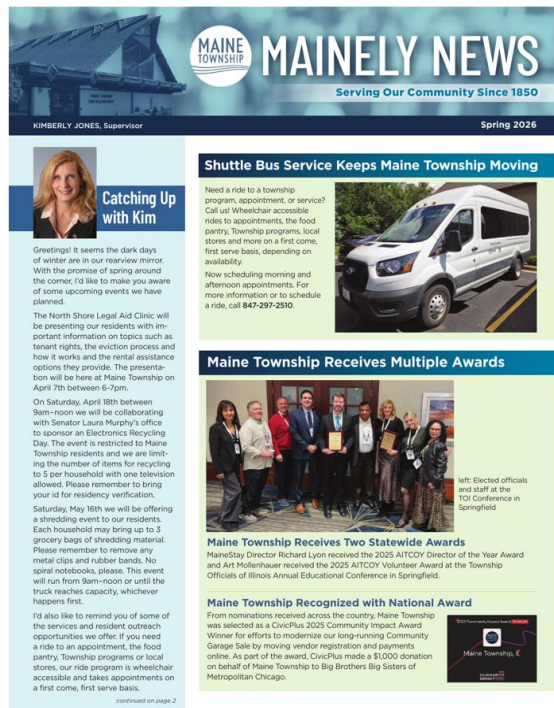 MAINE
TOWNSHIP
MAINELY NEWS
Serving Our Community Since 1850
KIMBERLY JONES, Supervisor
Spring 2026
Catching Up
with Kim
Greetings! It seems the dark days
of winter are in our rearview mirror.
With the promise of spring around
the corner, I'd like to make you aware
of some upcoming events we have
planned.
The North Shore Legal Aid Clinic will
be presenting our residents with im-
portant information on topics such as
tenant rights, the eviction process and
how it works and the rental assistance
options they provide. The presenta-
tion will be here at Maine Township on
April 7th between 6-7pm.
On Saturday, April 18th between
9am–noon we will be collaborating
with Senator Laura Murphy's office
to sponsor an Electronics Recycling
Day. The event is restricted to Maine
Township residents and we are limit-
ing the number of items for recycling
to 5 per household with one television
allowed. Please remember to bring
your id for residency verification.
Saturday, May 16th we will be offering
a shredding event to our residents.
Each household may bring up to 3
grocery bags of shredding material.
Please remember to remove any
metal clips and rubber bands. No
spiral notebooks, please. This event
will run from 9am–noon or until the
truck reaches capacity, whichever
happens first.
I'd also like to remind you of some of
the services and resident outreach
opportunities we offer. If you need
a ride to an appointment, the food
pantry, Township programs or local
stores, our ride program is wheelchair
accessible and takes appointments on
a first come, first serve basis.
continued on page 2
Shuttle Bus Service Keeps Maine Township Moving
Need a ride to a township
program, appointment, or service?
Call us! Wheelchair accessible
rides to appointments, the food
pantry, Township programs, local
stores and more on a first come,
first serve basis, depending on
availability.
Now scheduling morning and
afternoon appointments. For
more information or to schedule
a ride, call 847-297-2510.
Maine Township Receives Multiple Awards
left: Elected officials
and staff at the
TOI Conference in
Springfield
Maine Township Receives Two Statewide Awards
MaineStay Director Richard Lyon received the 2025 AITCOY Director of the Year Award
and Art Mollenhauer received the 2025 AITCOY Volunteer Award at the Township
Officials of Illinois Annual Educational Conference in Springfield.
Maine Township Recognized with National Award
From nominations received across the country, Maine Township
was selected as a CivicPlus 2025 Community Impact Award
Winner for efforts to modernize our long-running Community
Garage Sale by moving vendor registration and payments
online. As part of the award, CivicPlus made a $1,000 donation
on behalf of Maine Township to Big Brothers Big Sisters of
Metropolitan Chicago.
2025 Community Impact Award
Maine Township, IL
COMMUNITY
IMPACT